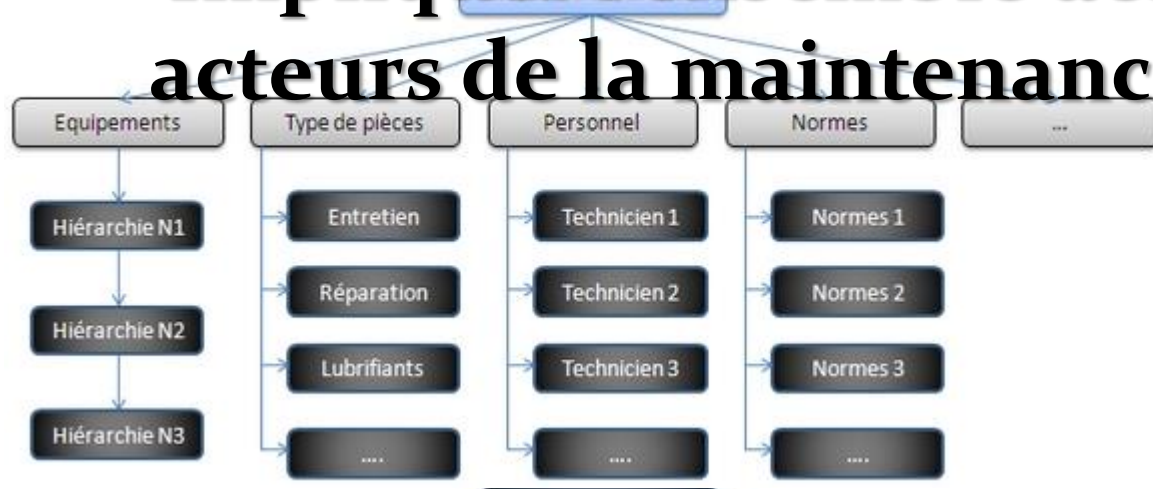 acteurs de la maintenanc
Equipements
Type de pièces
Personnel
Normes
...
Hiérarchie N1
Hiérarchie N2
Hiérarchie N3
Entretien
Réparation
Lubrifiants
....
Technicien 1
Technicien 2
Technicien 3
....
Normes 1
Normes 2
Normes 3
....